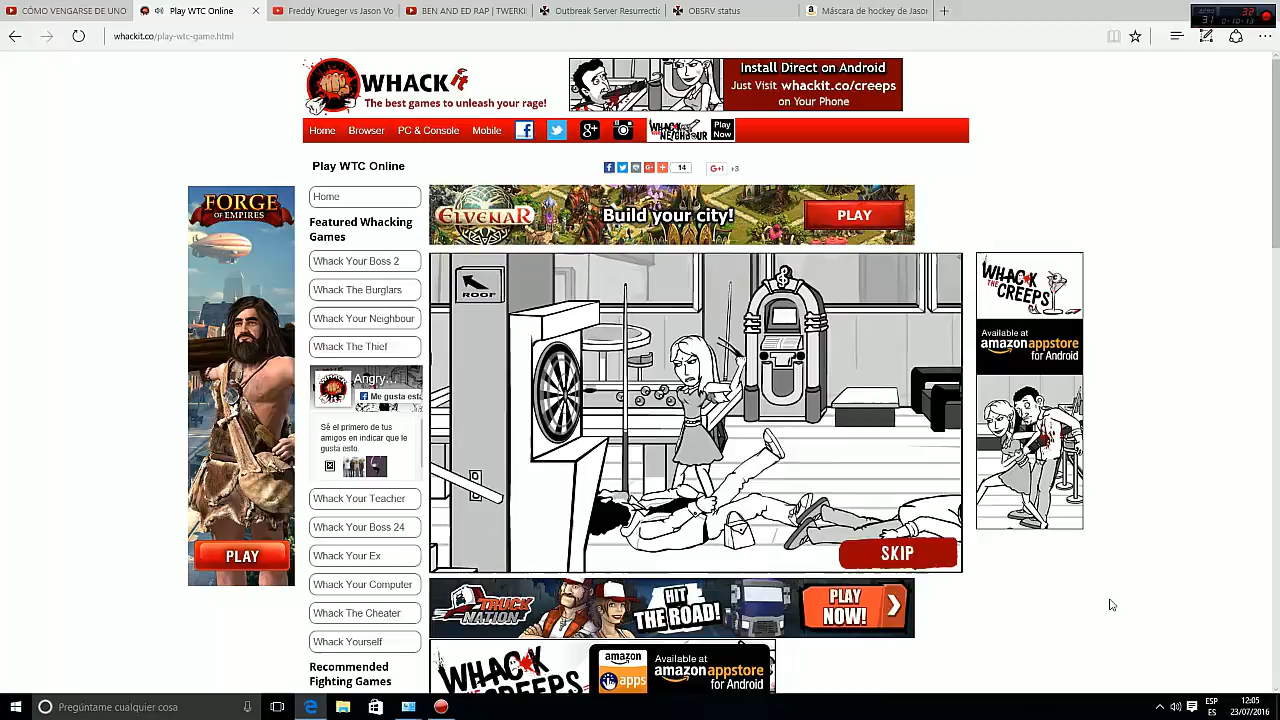 CÓMO VENGARSE DE UNO
Play WTC Online
Freddy Krueger vs Jason Vo
BEN AND ED RAP | TWERKI
Outbreak Server Resurrecti
OBSRV status
Máscara de hockey de Jason
whackit.co/play-wtc-game.html
WHACK it
The best games to unleash your rage!
Install Direct on Android
Just Visit whackit.co/creeps
on Your Phone
Home
Browser
PC & Console
Mobile
WHACK YOUR NEIGHBOUR
Play
Now
Play WTC Online
14
+3
FORGE
OF EMPIRES
PLAY
Home
Featured Whacking
Games
Whack Your Boss 2
Whack The Burglars
Whack Your Neighbour
Whack The Thief
Angry...
Me gusta
Sé el primero de tus
amigos en indicar que le
gusta esto.
Whack Your Teacher
Whack Your Boss 24
Whack Your Ex
Whack Your Computer
Whack The Cheater
Whack Yourself
Recommended
Fighting Games
ELVENAR
Build your city!
PLAY
ROOF
SKIP
TRUCK
NATION
HIT
THE ROAD!
PLAY
NOW!
WHACK
THE CREEPS
amazon
apps
Available at
amazonappstore
for Android
WHACK
THE CREEPS
Available at
amazonappstore
for Android
Pregúntame cualquier cosa
ESP
ES
12:05
23/07/2016